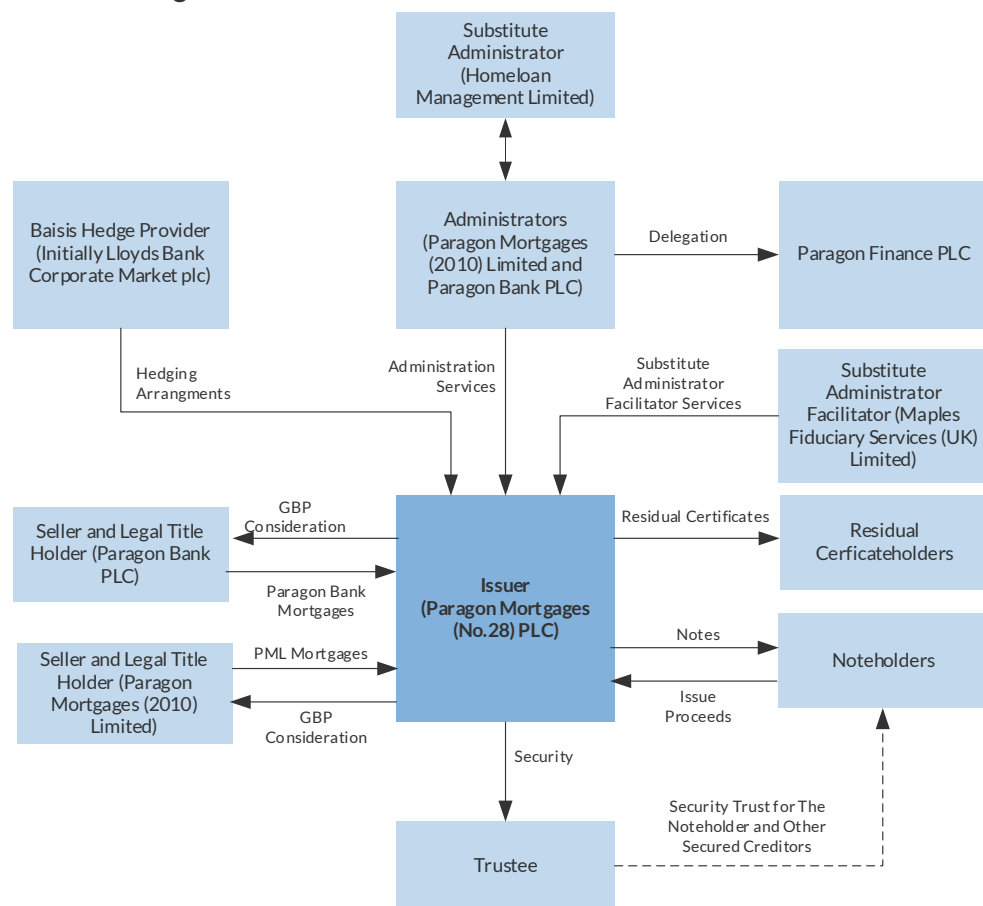 Substitute
Administrator
(Homeloan
Management Limited)
Baisis Hedge Provider
(Initially Lloyds Bank
Corporate Market plc)
Administrators
(Paragon Mortgages
(2010) Limited and
Paragon Bank PLC)
Delegation
Paragon Finance PLC
Hedging
Arrangments
Administration
Services
Substitute
Administrator
Facilitator Services
Substitute
Administrator
Facilitator (Maples
Fiduciary Services (UK)
Limited)
Seller and Legal Title
Holder (Paragon Bank
PLC)
GBP
Consideration
Paragon Bank
Mortgages
Issuer
(Paragon Mortgages
(No.28) PLC)
Residual Certificates
Residual
Cerficateholders
Seller and Legal Title
Holder (Paragon
Mortgages (2010)
Limited)
PML Mortgages
GBP
Consideration
Notes
Issue
Proceeds
Noteholders
Security
Trustee
Security Trust for The
Noteholder and Other
Secured Creditors